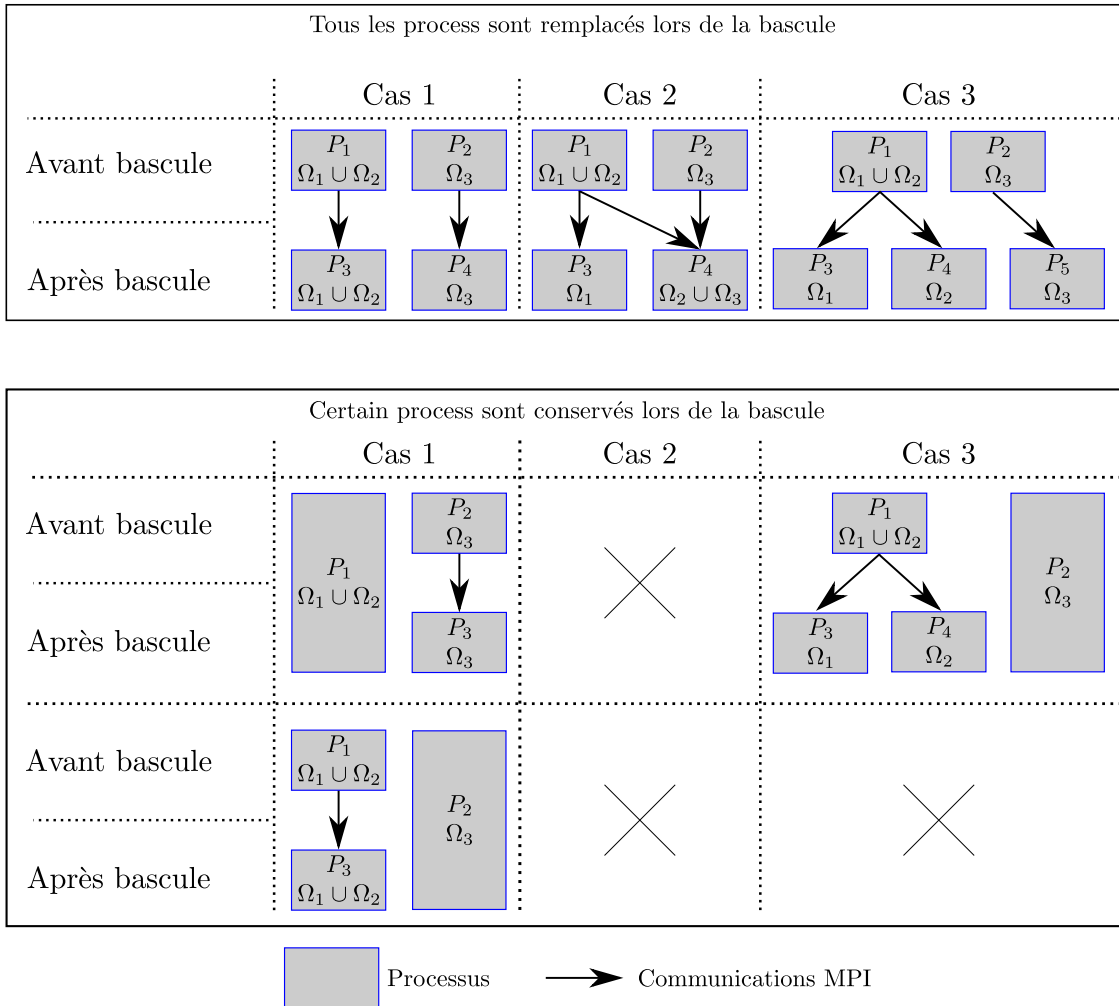 Tous les process sont remplacés lors de la bascule
Cas 1 Cas 2 Cas 3
Avant bascule
P₁ P₂ P₁ P₂ P₁ P₂
Ω₁ ∪ Ω₂ Ω₃ Ω₁ ∪ Ω₂ Ω₃ Ω₁ ∪ Ω₂ Ω₃
Après bascule
P₃ P₄ P₃ P₄ P₃ P₄ P₅
Ω₁ ∪ Ω₂ Ω₃ Ω₁ Ω₂ ∪ Ω₃ Ω₁ Ω₂ Ω₃
Certain process sont conservés lors de la bascule
Cas 1 Cas 2 Cas 3
Avant bascule
P₂ P₁
Ω₃ Ω₁ ∪ Ω₂
P₁ P₂
Ω₁ ∪ Ω₂ Ω₃
Après bascule
P₃ P₃ P₄
Ω₃ Ω₁ Ω₂
Avant bascule
P₁
Ω₁ ∪ Ω₂
P₂
Ω₃
Après bascule
P₃
Ω₁ ∪ Ω₂
Processus Communications MPI